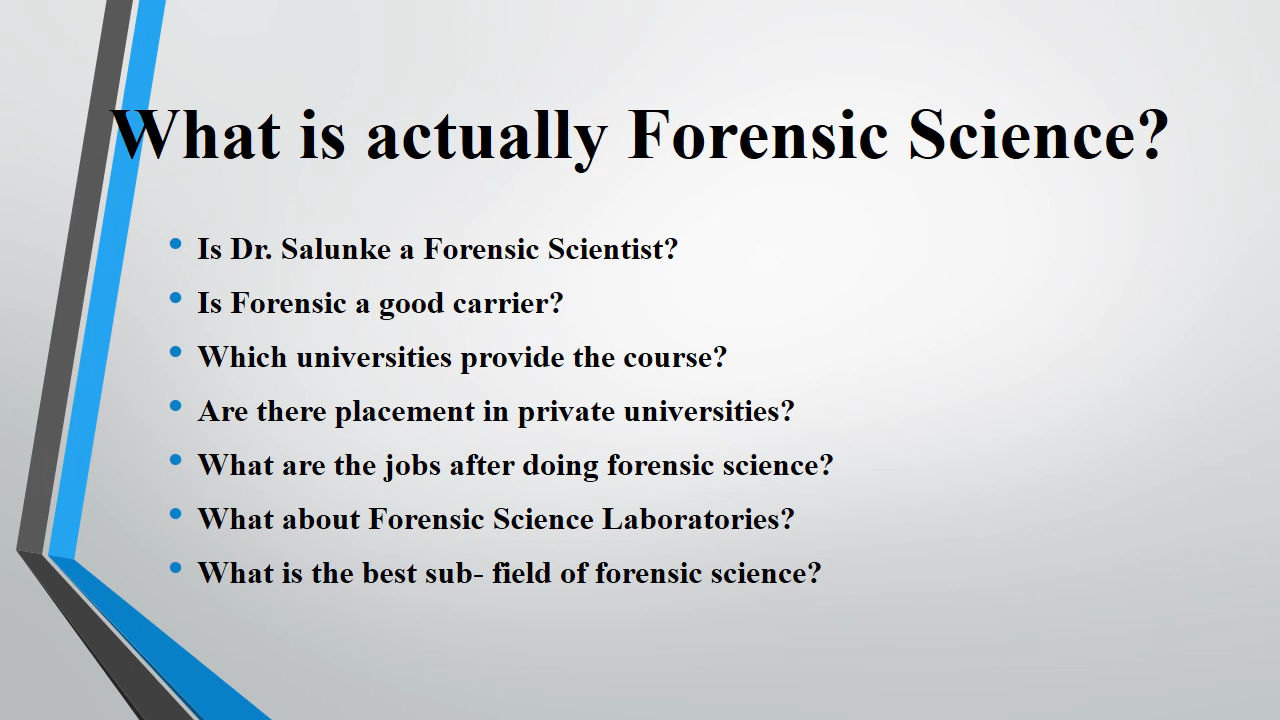 What is actually Forensic Science?
Is Dr. Salunke a Forensic Scientist?
Is Forensic a good carrier?
Which universities provide the course?
Are there placement in private universities?
What are the jobs after doing forensic science?
What about Forensic Science Laboratories?
What is the best sub- field of forensic science?